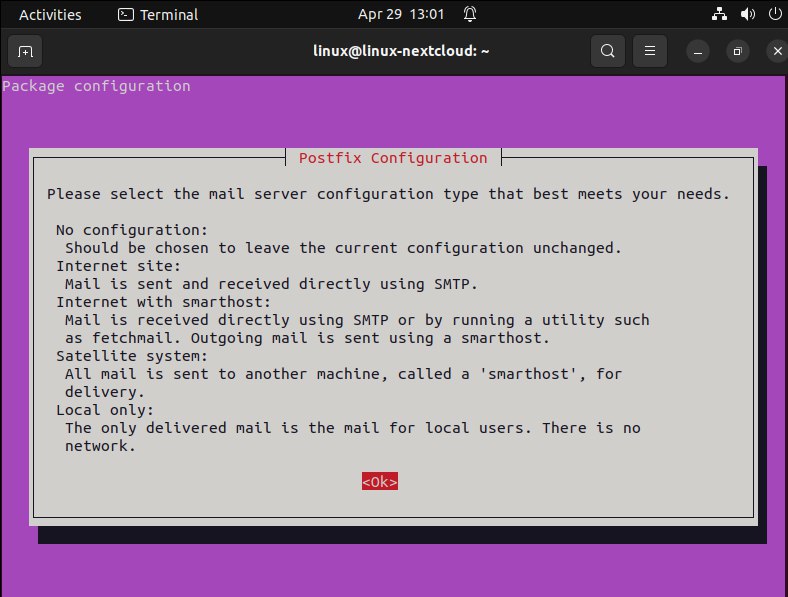 Activities Terminal Apr 29 13:01
linux@linux-nextcloud: ~
Package configuration
Postfix Configuration
Please select the mail server configuration type that best meets your needs.
No configuration:
Should be chosen to leave the current configuration unchanged.
Internet site:
Mail is sent and received directly using SMTP.
Internet with smarthost:
Mail is received directly using SMTP or by running a utility such
as fetchmail. Outgoing mail is sent using a smarthost.
Satellite system:
All mail is sent to another machine, called a 'smarthost', for
delivery.
Local only:
The only delivered mail is the mail for local users. There is no
network.
<Ok>